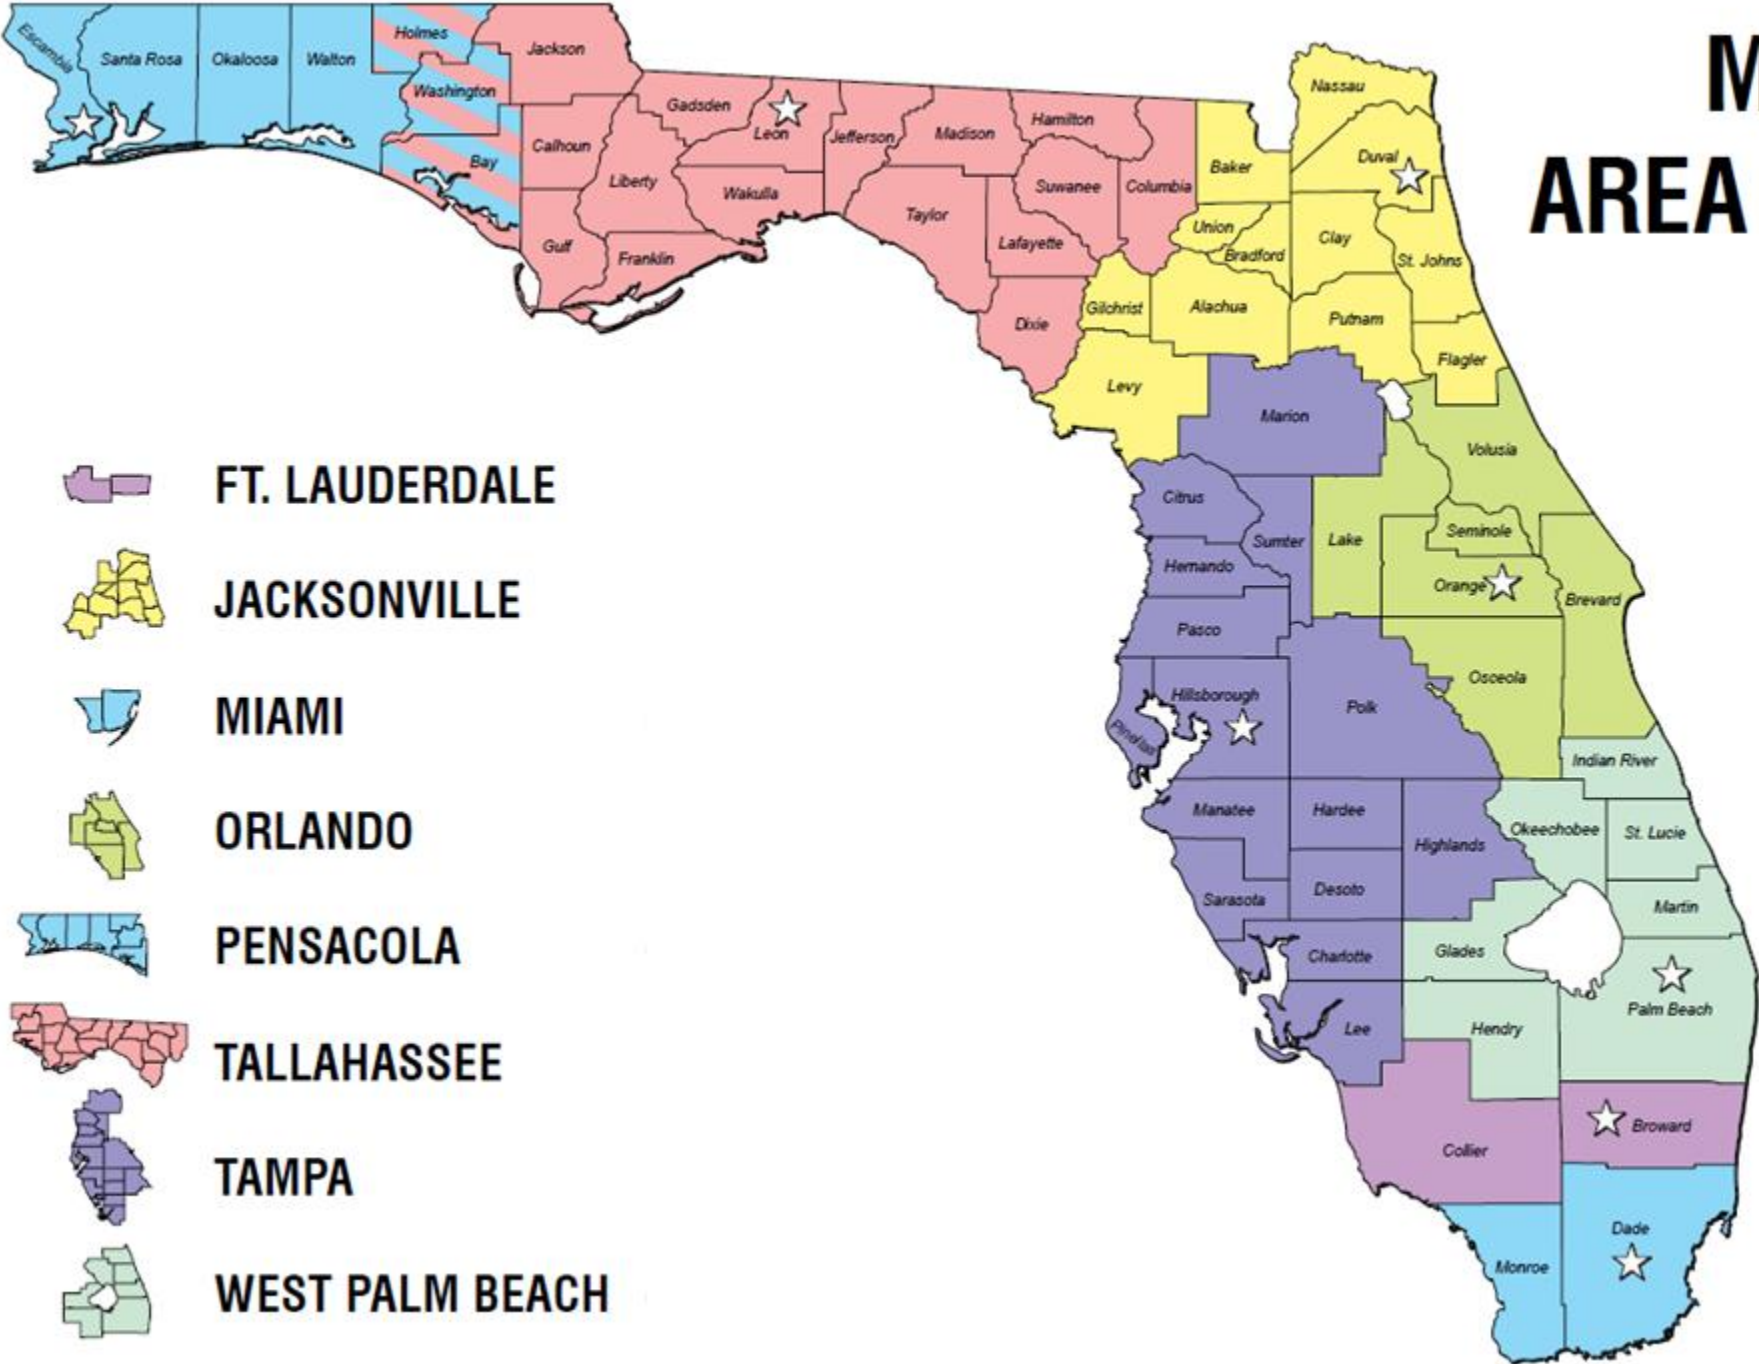 M
AREA
Escambia
Santa Rosa
Okaloosa
Walton
Holmes
Washington
Bay
Jackson
Calhoun
Gulf
Liberty
Gadsden
Franklin
Leon
Wakulla
Jefferson
Madison
Taylor
Hamilton
Suwanee
Lafayette
Dixie
Columbia
Baker
Nassau
Duval
Union
Bradford
Clay
St. Johns
Gilchrist
Alachua
Putnam
Flagler
Levy
Marion
Volusia
Citrus
Sumter
Lake
Seminole
Hernando
Orange
Brevard
Pasco
Hillsborough
Pinellas
Polk
Osceola
Indian River
Manatee
Hardee
Highlands
Okeechobee
St. Lucie
Sarasota
Desoto
Martin
Charlotte
Glades
Palm Beach
Lee
Hendry
Collier
Broward
Dade
Monroe
FT. LAUDERDALE
JACKSONVILLE
MIAMI
ORLANDO
PENSACOLA
TALLAHASSEE
TAMPA
WEST PALM BEACH